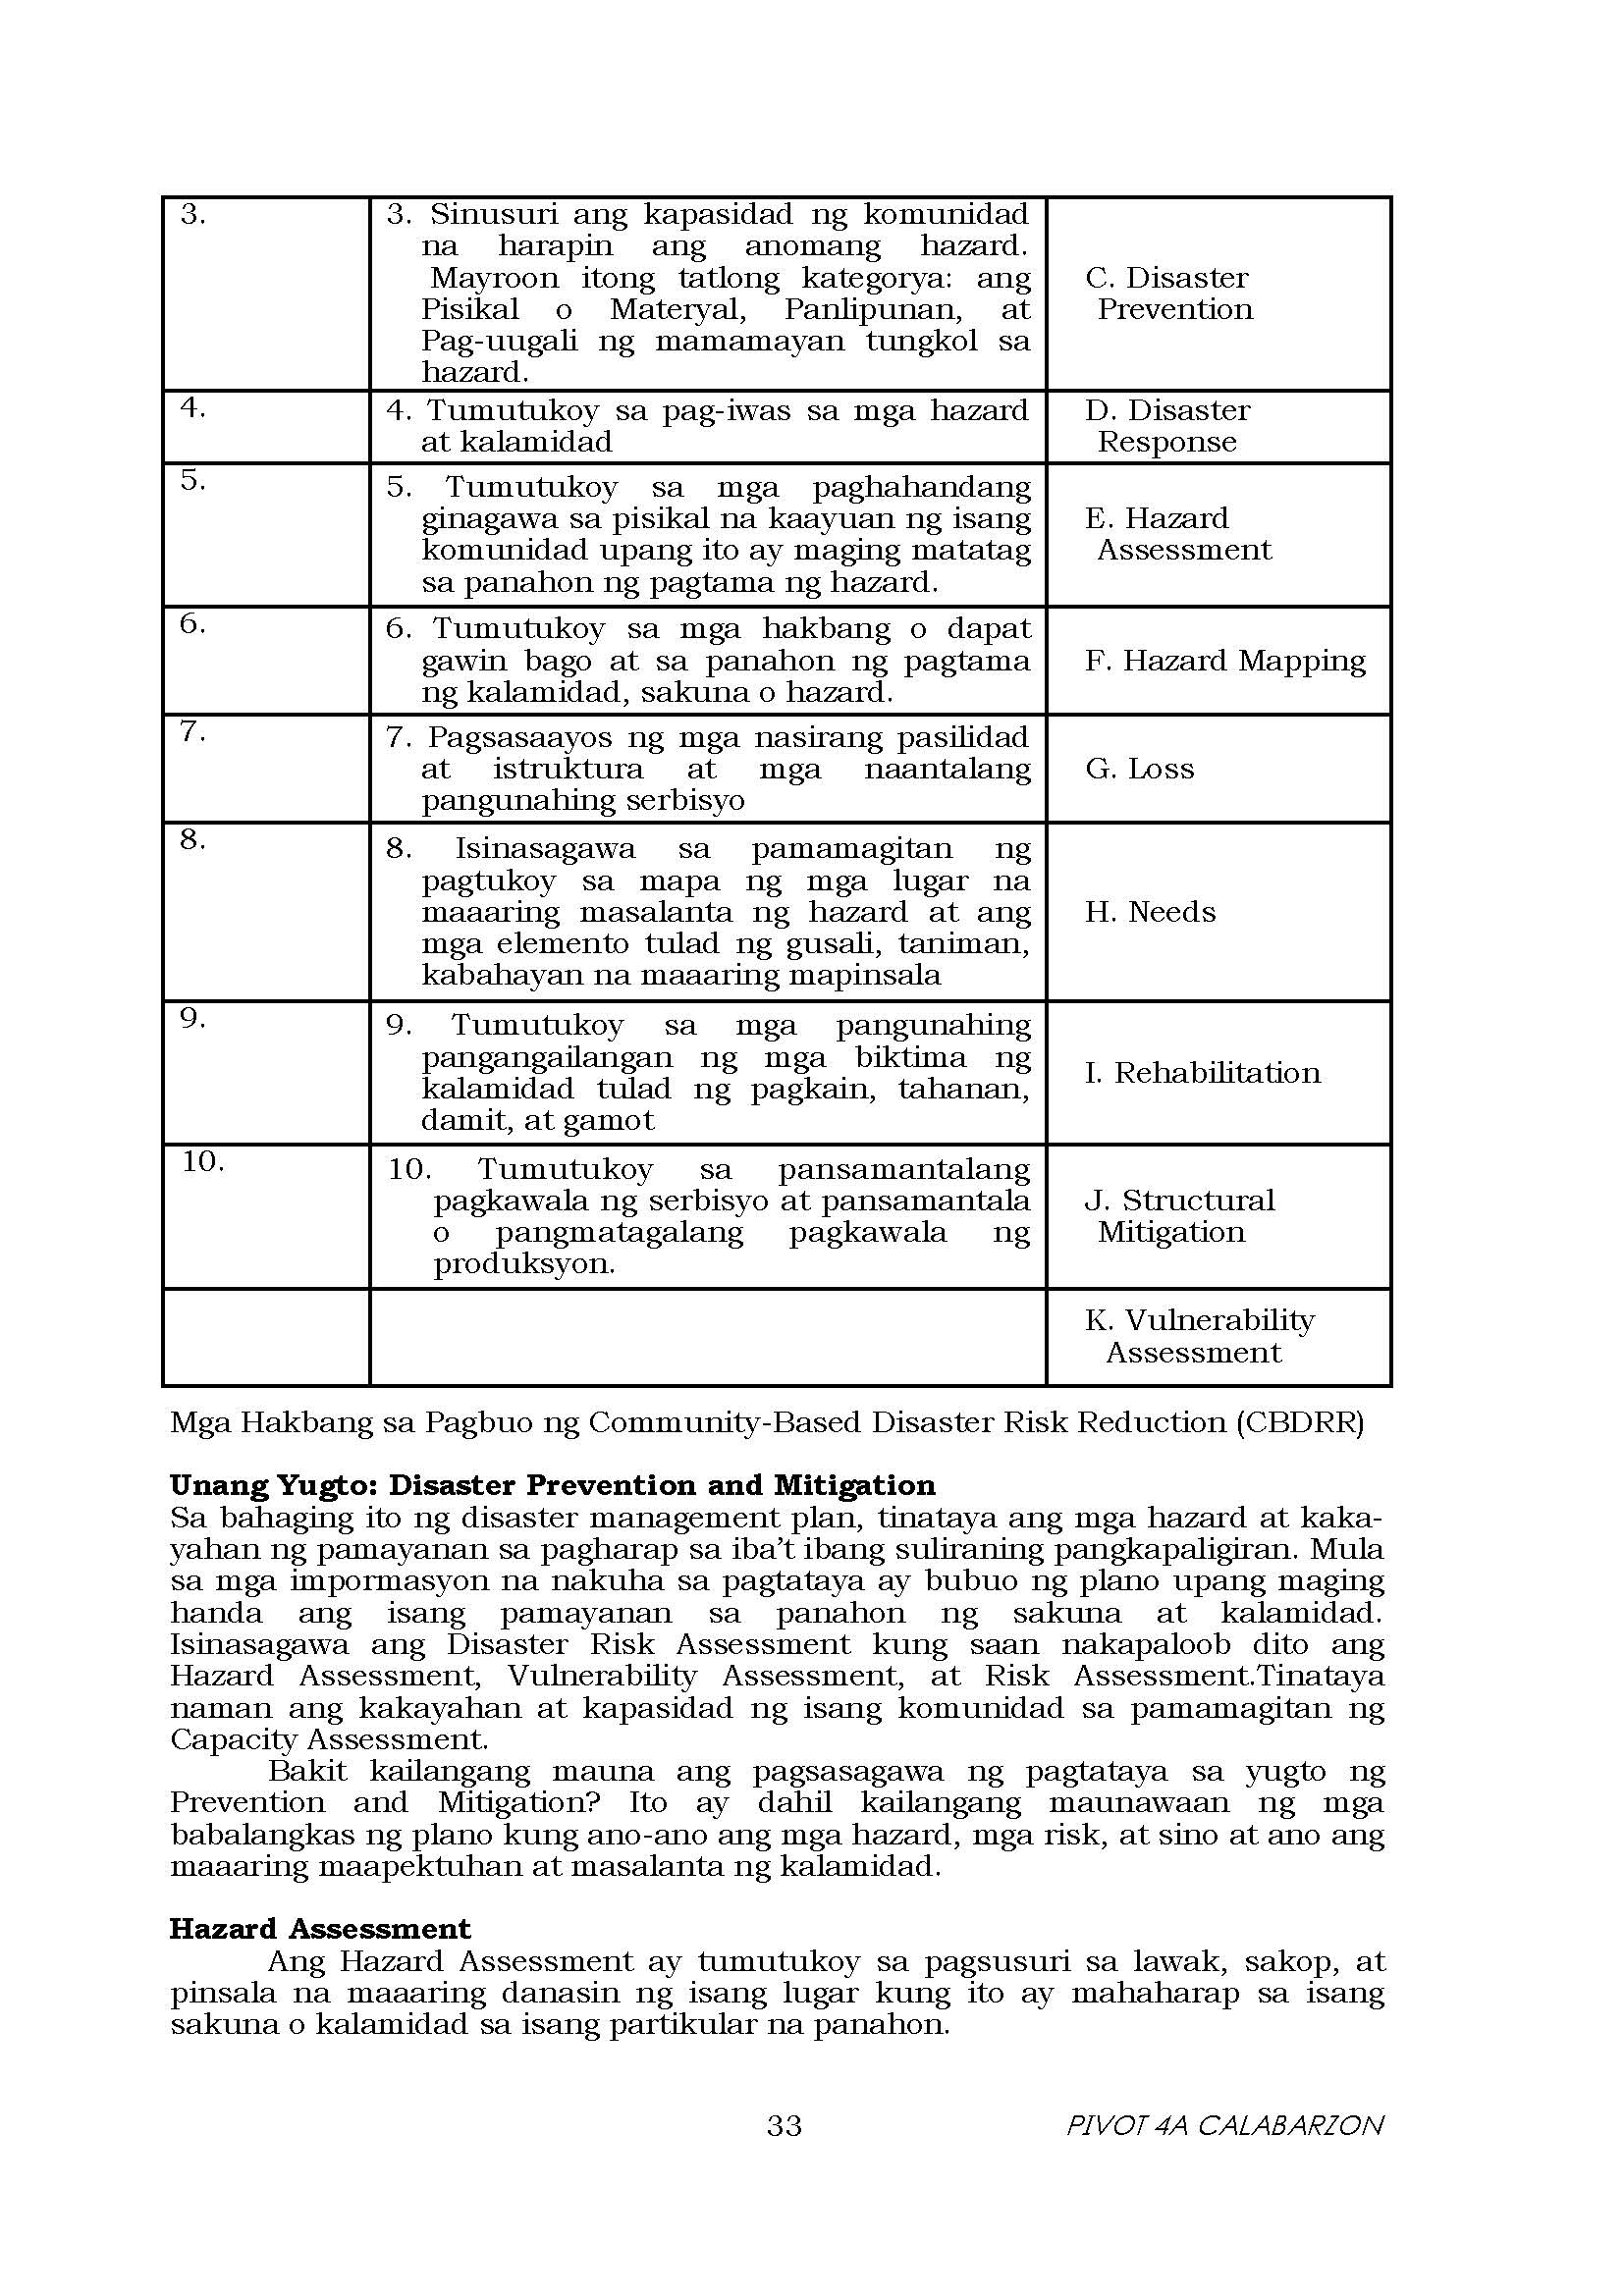 3.
3. Sinusuri ang kapasidad ng komunidad
na harapin ang anomang hazard.
Mayroon itong tatlong kategorya: ang
Pisikal o Materyal, Panlipunan, at
Pag-uugali ng mamamayan tungkol sa
hazard.
C. Disaster
Prevention
4.
4. Tumutukoy sa pag-iwas sa mga hazard
at kalamidad
D. Disaster
Response
5.
5. Tumutukoy sa mga paghahandang
ginagawa sa pisikal na kaayuan ng isang
komunidad upang ito ay maging matatag
sa panahon ng pagtama ng hazard.
E. Hazard
Assessment
6.
6. Tumutukoy sa mga hakbang o dapat
gawin bago at sa panahon ng pagtama
ng kalamidad, sakuna o hazard.
F. Hazard Mapping
7.
7. Pagsasaayos ng mga nasirang pasilidad
at istruktura at mga naantalang
pangunahing serbisyo
G. Loss
8.
8. Isinasagawa sa pamamagitan ng
pagtukoy sa mapa ng mga lugar na
maaaring masalanta ng hazard at ang
mga elemento tulad ng gusali, taniman,
kabahayan na maaaring mapinsala
H. Needs
9.
9. Tumutukoy sa mga pangunahing
pangangailangan ng mga biktima ng
kalamidad tulad ng pagkain, tahanan,
damit, at gamot
I. Rehabilitation
10.
10. Tumutukoy sa pansamantalang
pagkawala ng serbisyo at pansamantala
o pangmatagalang pagkawala ng
produksyon.
J. Structural
Mitigation
K. Vulnerability
Assessment
Mga Hakbang sa Pagbuo ng Community-Based Disaster Risk Reduction (CBDRR)
Unang Yugto: Disaster Prevention and Mitigation
Sa bahaging ito ng disaster management plan, tinataya ang mga hazard at kaka-
yahan ng pamayanan sa pagharap sa iba’t ibang suliraning pangkapaligiran. Mula
sa mga impormasyon na nakuha sa pagtataya ay bubuo ng plano upang maging
handa ang isang pamayanan sa panahon ng sakuna at kalamidad.
Isinasagawa ang Disaster Risk Assessment kung saan nakapaloob dito ang
Hazard Assessment, Vulnerability Assessment, at Risk Assessment.Tinataya
naman ang kakayahan at kapasidad ng isang komunidad sa pamamagitan ng
Capacity Assessment.
Bakit kailangang mauna ang pagsasagawa ng pagtataya sa yugto ng
Prevention and Mitigation? Ito ay dahil kailangang maunawaan ng mga
babalangkas ng plano kung ano-ano ang mga hazard, mga risk, at sino at ano ang
maaaring maapektuhan at masalanta ng kalamidad.
Hazard Assessment
Ang Hazard Assessment ay tumutukoy sa pagsusuri sa lawak, sakop, at
pinsala na maaaring danasin ng isang lugar kung ito ay mahaharap sa isang
sakuna o kalamidad sa isang partikular na panahon.
33
PIVOT 4A CALABARZON